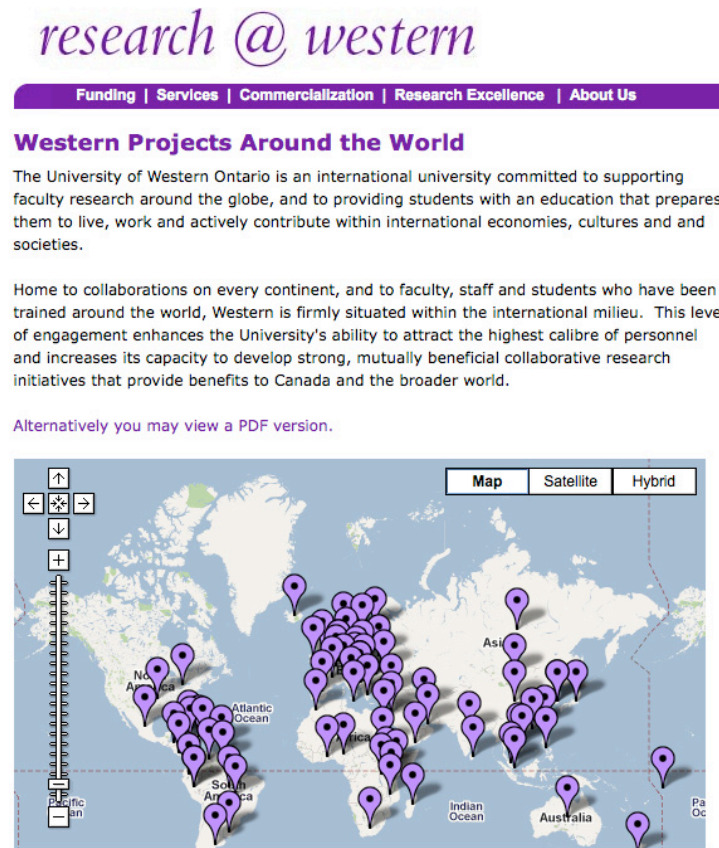 research @ western
Funding | Services | Commercialization | Research Excellence | About Us
Western Projects Around the World
The University of Western Ontario is an international university committed to supporting
faculty research around the globe, and to providing students with an education that prepares
them to live, work and actively contribute within international economies, cultures and and
societies.
Home to collaborations on every continent, and to faculty, staff and students who have been
trained around the world, Western is firmly situated within the international milieu. This leve
of engagement enhances the University's ability to attract the highest calibre of personnel
and increases its capacity to develop strong, mutually beneficial collaborative research
initiatives that provide benefits to Canada and the broader world.
Alternatively you may view a PDF version.
Map Satellite Hybrid
Atlantic
Ocean
Indian
Ocean
Australia